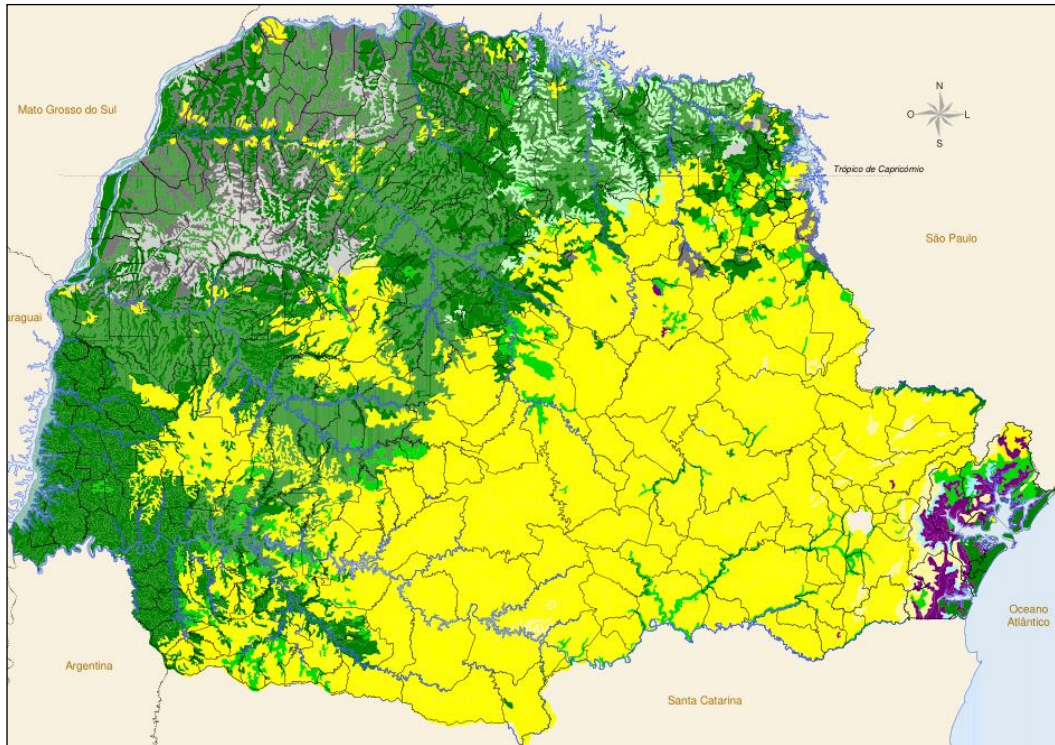 Mato Grosso do Sul
N
O
L
S
Trópico de Capricórnio
São Paulo
araguai
Oceano
Atlântico
Argentina
Santa Catarina